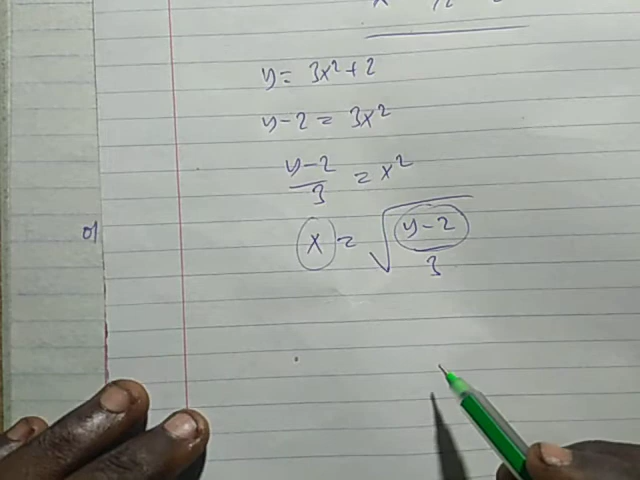 y = 3x² + 2
y - 2 = 3x²
y - 2 / 3 = x²
x = √(y - 2 / 3)